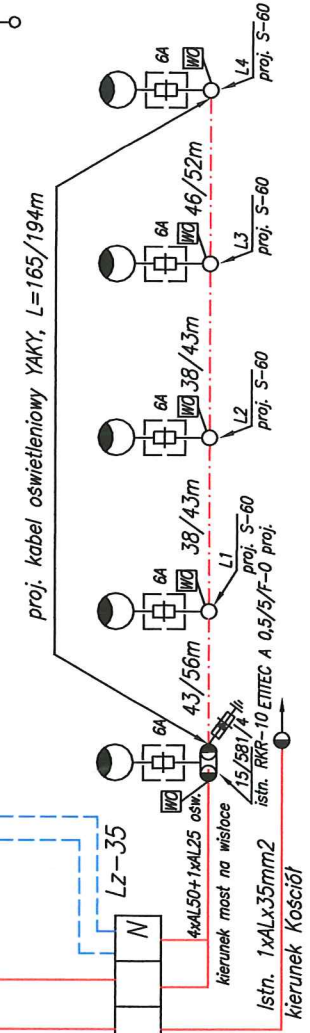 proj. kabel oświetleniowy YAKY, L=165/194m
6A
WO
6A
WO
6A
WO
6A
WO
6A
WO
43/56m
38/43m
38/43m
46/52m
L1
proj. S-60
L2
proj. S-60
L3
proj. S-60
L4
proj. S-60
Lz-35
N
4xAL50+1xAL25 ośw.
kierunek most na wisłoce
15/581/4
istn. RKR-10 ETITEC A 0,5/5/F-0 proj.
Istn. 1xALx35mm2
kierunek Kościół